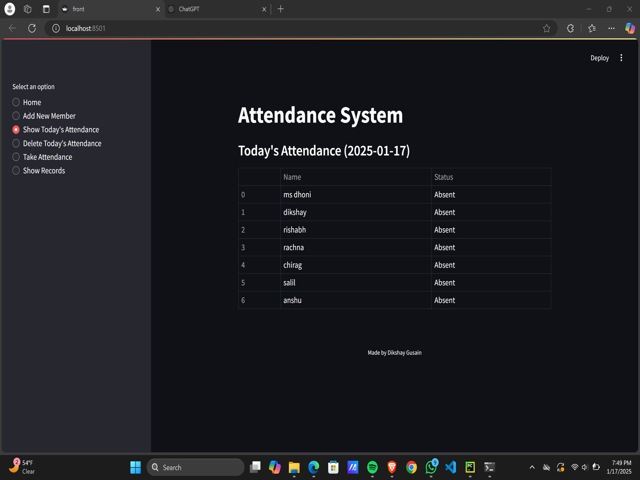 front
ChatGPT
localhost:8501
Deploy
Select an option
Home
Add New Member
Show Today's Attendance
Delete Today's Attendance
Take Attendance
Show Records
Attendance System
Today's Attendance (2025-01-17)
Name Status
0 ms dhoni Absent
1 dikshay Absent
2 rishabh Absent
3 rachna Absent
4 chirag Absent
5 salil Absent
6 anshu Absent
Made by Dikshay Gusain
54°F
Clear
Search
7:49 PM
1/17/2025